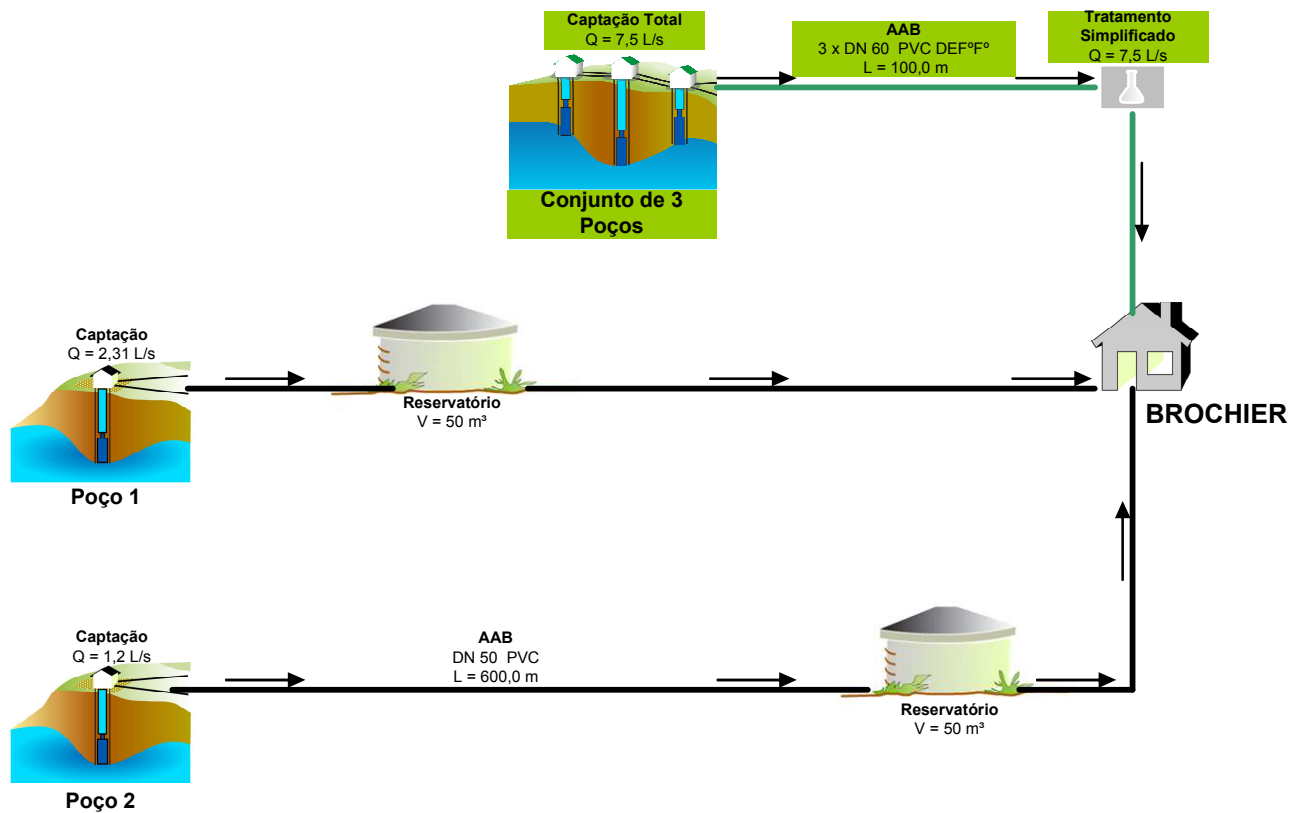 Captação Total
Q = 7,5 L/s
AAB
3 x DN 60 PVC DEFºFº
L = 100,0 m
Tratamento
Simplificado
Q = 7,5 L/s
Conjunto de 3
Poços
Captação
Q = 2,31 L/s
Reservatório
V = 50 m³
BROCHIER
Poço 1
Captação
Q = 1,2 L/s
AAB
DN 50 PVC
L = 600,0 m
Reservatório
V = 50 m³
Poço 2